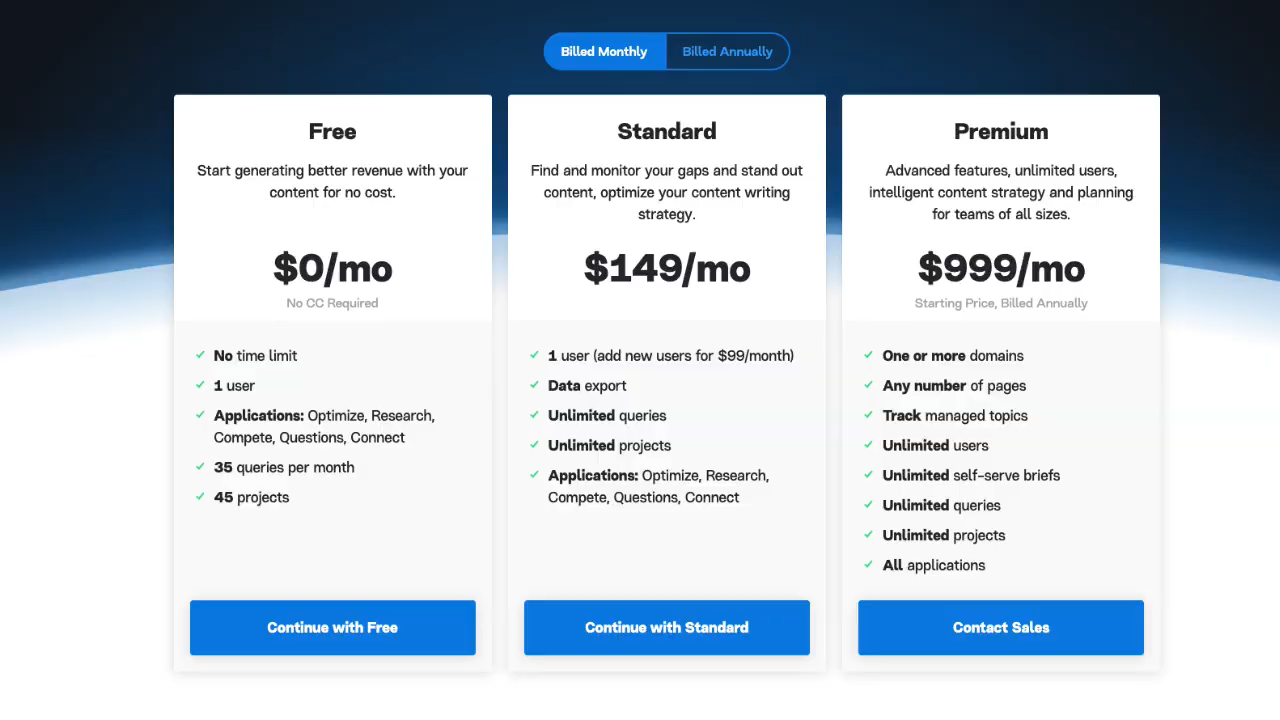 Billed Monthly
Billed Annually
Free
Start generating better revenue with your
content for no cost.
$0/mo
No CC Required
No time limit
1 user
Applications: Optimize, Research,
Compete, Questions, Connect
35 queries per month
45 projects
Continue with Free
Standard
Find and monitor your gaps and stand out
content, optimize your content writing
strategy.
$149/mo
1 user (add new users for $99/month)
Data export
Unlimited queries
Unlimited projects
Applications: Optimize, Research,
Compete, Questions, Connect
Continue with Standard
Premium
Advanced features, unlimited users,
intelligent content strategy and planning
for teams of all sizes.
$999/mo
Starting Price, Billed Annually
One or more domains
Any number of pages
Track managed topics
Unlimited users
Unlimited self-serve briefs
Unlimited queries
Unlimited projects
All applications
Contact Sales